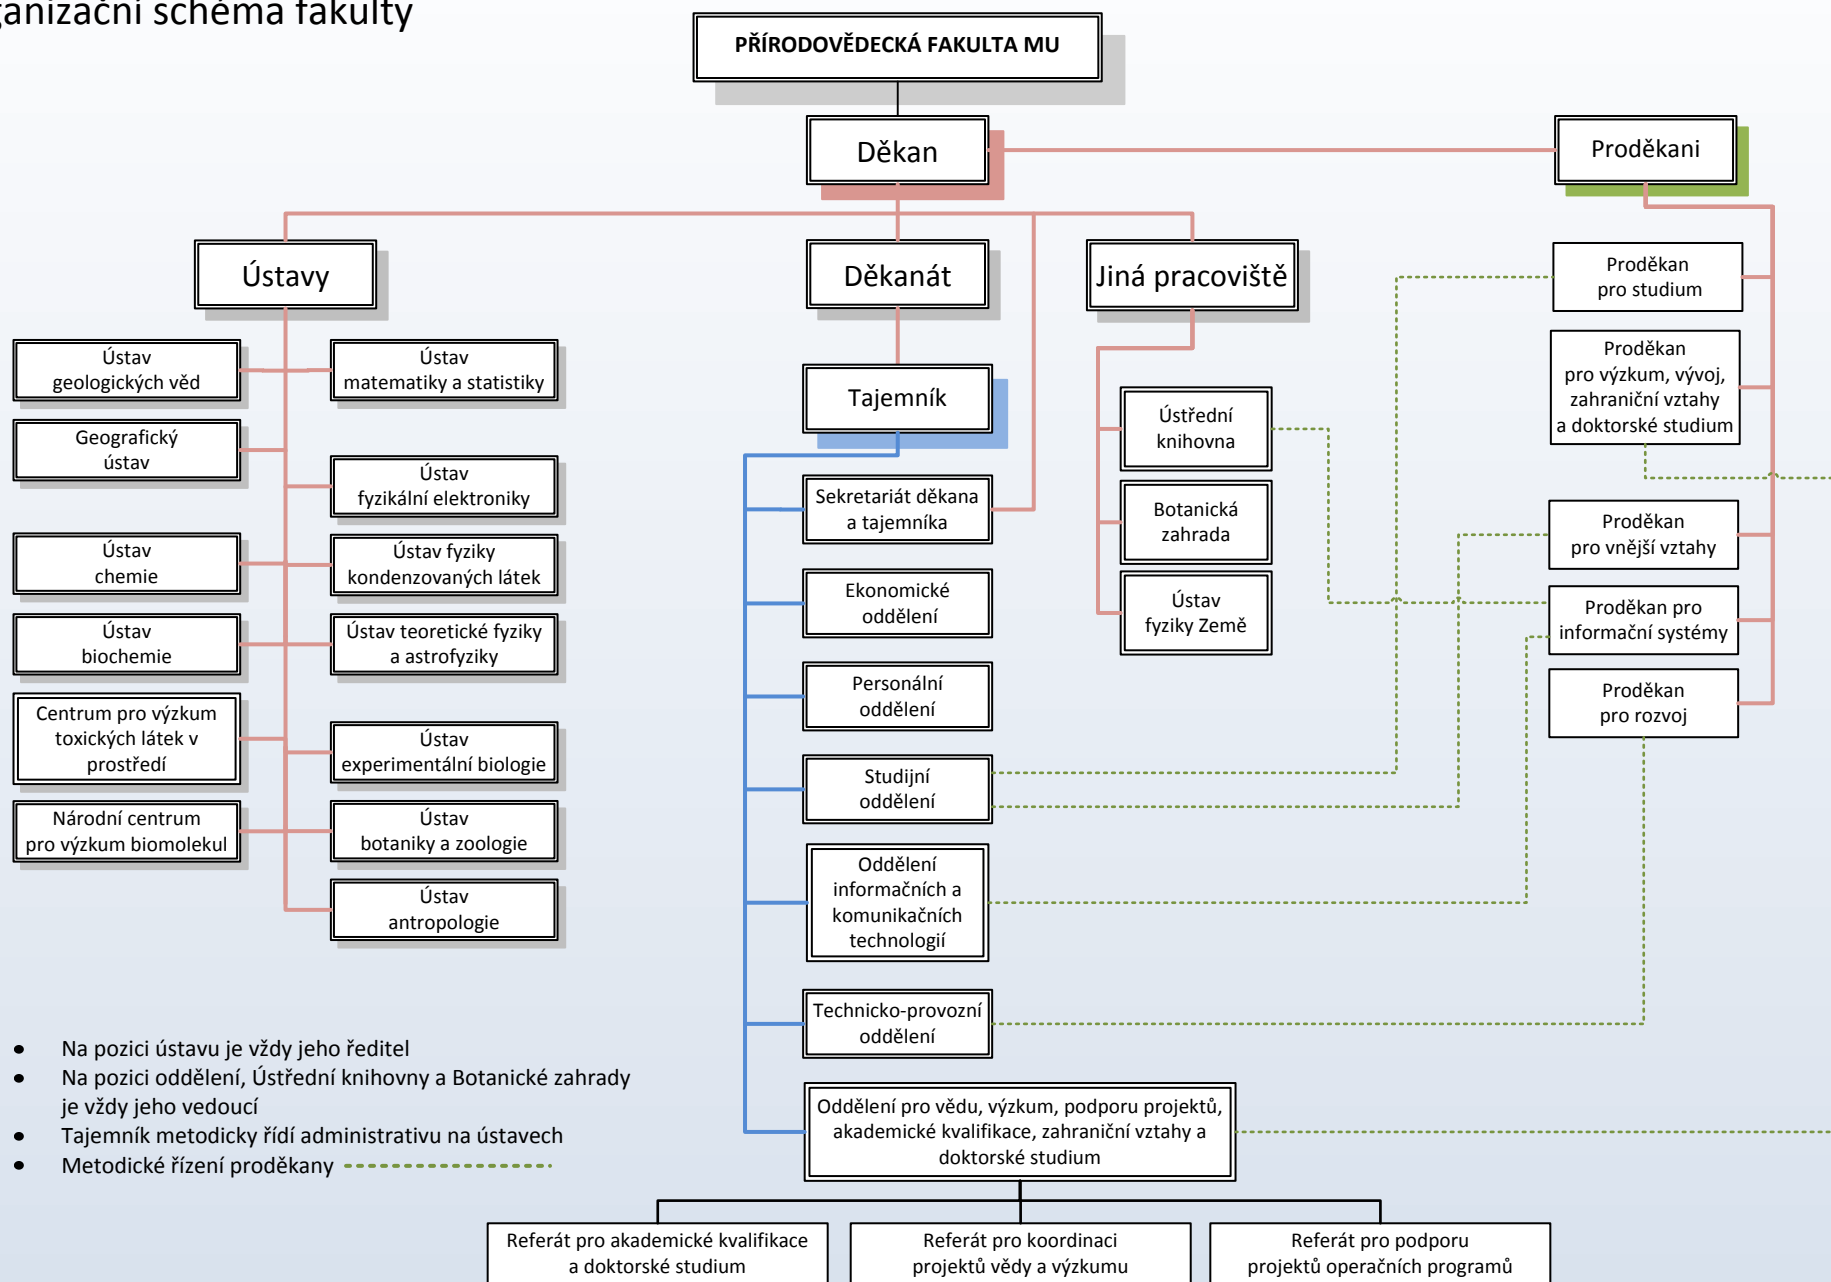 ganizační schéma fakulty
PŘÍRODOVĚDECKÁ FAKULTA MU
Děkan
Proděkani
Ústavy
Děkanát
Jiná pracoviště
Ústav
geologických věd
Ústav
matematiky a statistiky
Geografický
ústav
Ústav
fyzikální elektroniky
Ústav
chemie
Ústav fyziky
kondenzovaných látek
Ústav
biochemie
Ústav teoretické fyziky
a astrofyziky
Centrum pro výzkum
toxických látek v
prostředí
Ústav
experimentální biologie
Národní centrum
pro výzkum biomolekul
Ústav
botaniky a zoologie
Ústav
antropologie
Tajemník
Sekretariát děkana
a tajemníka
Ekonomické
oddělení
Personální
oddělení
Studijní
oddělení
Oddělení
informačních a
komunikačních
technologií
Technicko-provozní
oddělení
Oddělení pro vědu, výzkum, podporu projektů,
akademické kvalifikace, zahraniční vztahy a
doktorské studium
Referát pro akademické kvalifikace
a doktorské studium
Referát pro koordinaci
projektů vědy a výzkumu
Referát pro podporu
projektů operačních programů
Ústřední
knihovna
Botanická
zahrada
Ústav
fyziky Země
Proděkan
pro studium
Proděkan
pro výzkum, vývoj,
zahraniční vztahy
a doktorské studium
Proděkan
pro vnější vztahy
Proděkan pro
informační systémy
Proděkan
pro rozvoj
• Na pozici ústavu je vždy jeho ředitel
• Na pozici oddělení, Ústřední knihovny a Botanické zahrady
je vždy jeho vedoucí
• Tajemník metodicky řídí administrativu na ústavech
• Metodické řízení proděkany